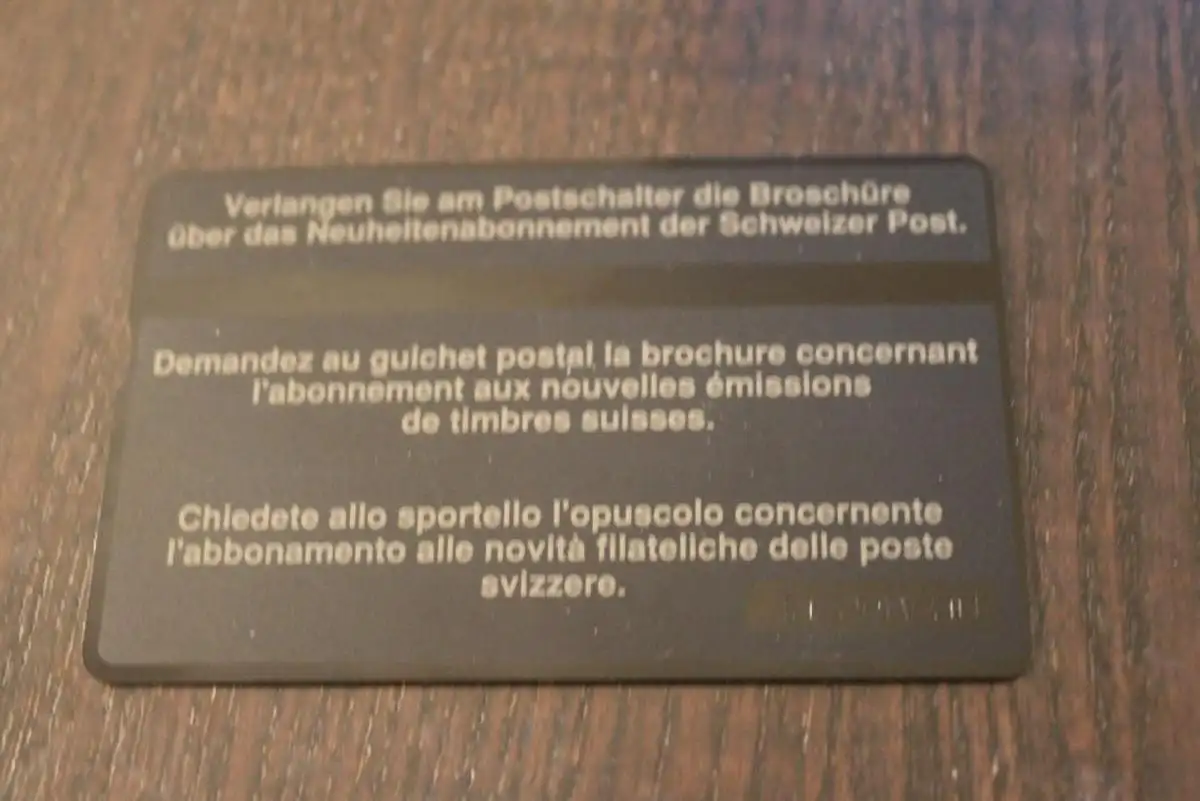 Verlangen Sie am Postschalter die Broschüre
über das Neuheitenabonnement der Schweizer Post.
Demandez au guichet postal la brochure concernant
l'abonnement aux nouvelles émissions
de timbres suisses.
Chiedete allo sportello l'opuscolo concernente
l'abbonamento alle novità filateliche delle poste
svizzere.